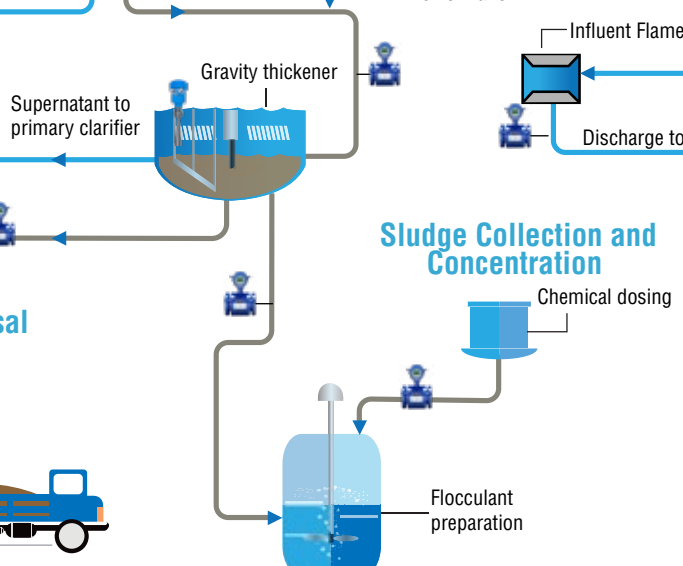 Influent Flame
Gravity thickener
Supernatant to
primary clarifier
Discharge to
Sludge Collection and
Concentration
Chemical dosing
sal
Flocculant
preparation